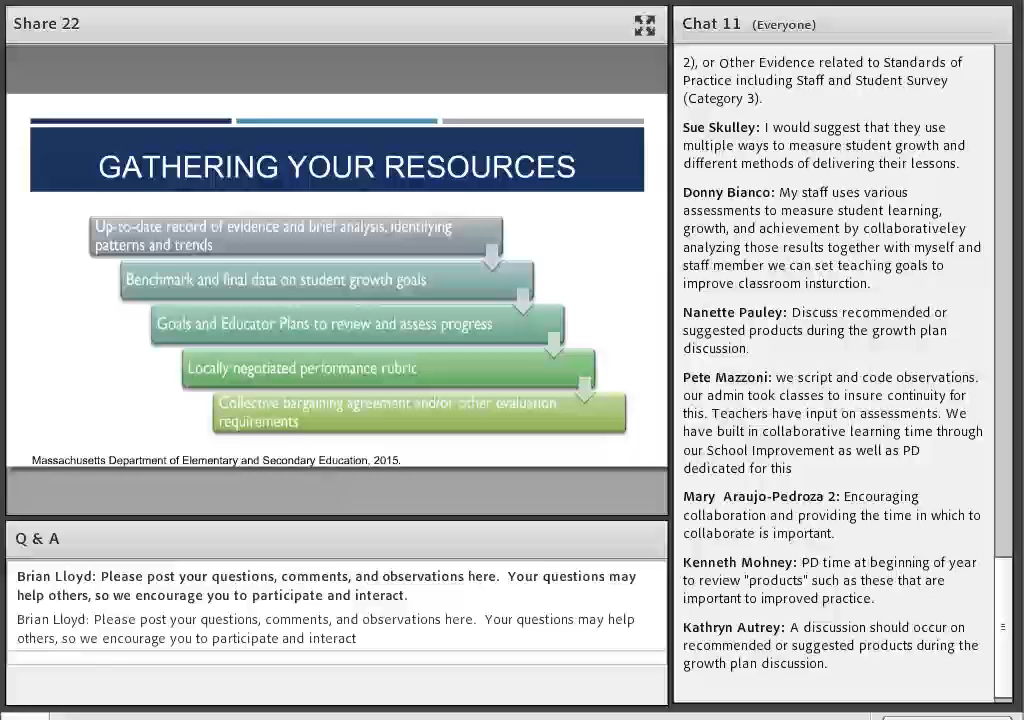 Share 22
GATHERING YOUR RESOURCES
Up-to-date record of evidence and brief analysis, identifying
patterns and trends
Benchmark and final data on student growth goals
Goals and Educator Plans to review and assess progress
Locally negotiated performance rubric
Collective bargaining agreement and/or other evaluation
requirements
Massachusetts Department of Elementary and Secondary Education, 2015.
Q & A
Brian Lloyd: Please post your questions, comments, and observations here.  Your questions may
help others, so we encourage you to participate and interact.
Brian Lloyd: Please post your questions, comments, and observations here.  Your questions may help
others, so we encourage you to participate and interact
Chat 11 (Everyone)
2), or Other Evidence related to Standards of
Practice including Staff and Student Survey
(Category 3).
Sue Skulley: I would suggest that they use
multiple ways to measure student growth and
different methods of delivering their lessons.
Donny Bianco: My staff uses various
assessments to measure student learning,
growth, and achievement by collaborativeley
analyzing those results together with myself and
staff member we can set teaching goals to
improve classroom insturction.
Nanette Pauley: Discuss recommended or
suggested products during the growth plan
discussion.
Pete Mazzoni: we script and code observations.
our admin took classes to insure continuity for
this. Teachers have input on assessments. We
have built in collaborative learning time through
our School Improvement as well as PD
dedicated for this
Mary  Araujo-Pedroza 2: Encouraging
collaboration and providing the time in which to
collaborate is important.
Kenneth Mohney: PD time at beginning of year
to review "products" such as these that are
important to improved practice.
Kathryn Autrey: A discussion should occur on
recommended or suggested products during the
growth plan discussion.